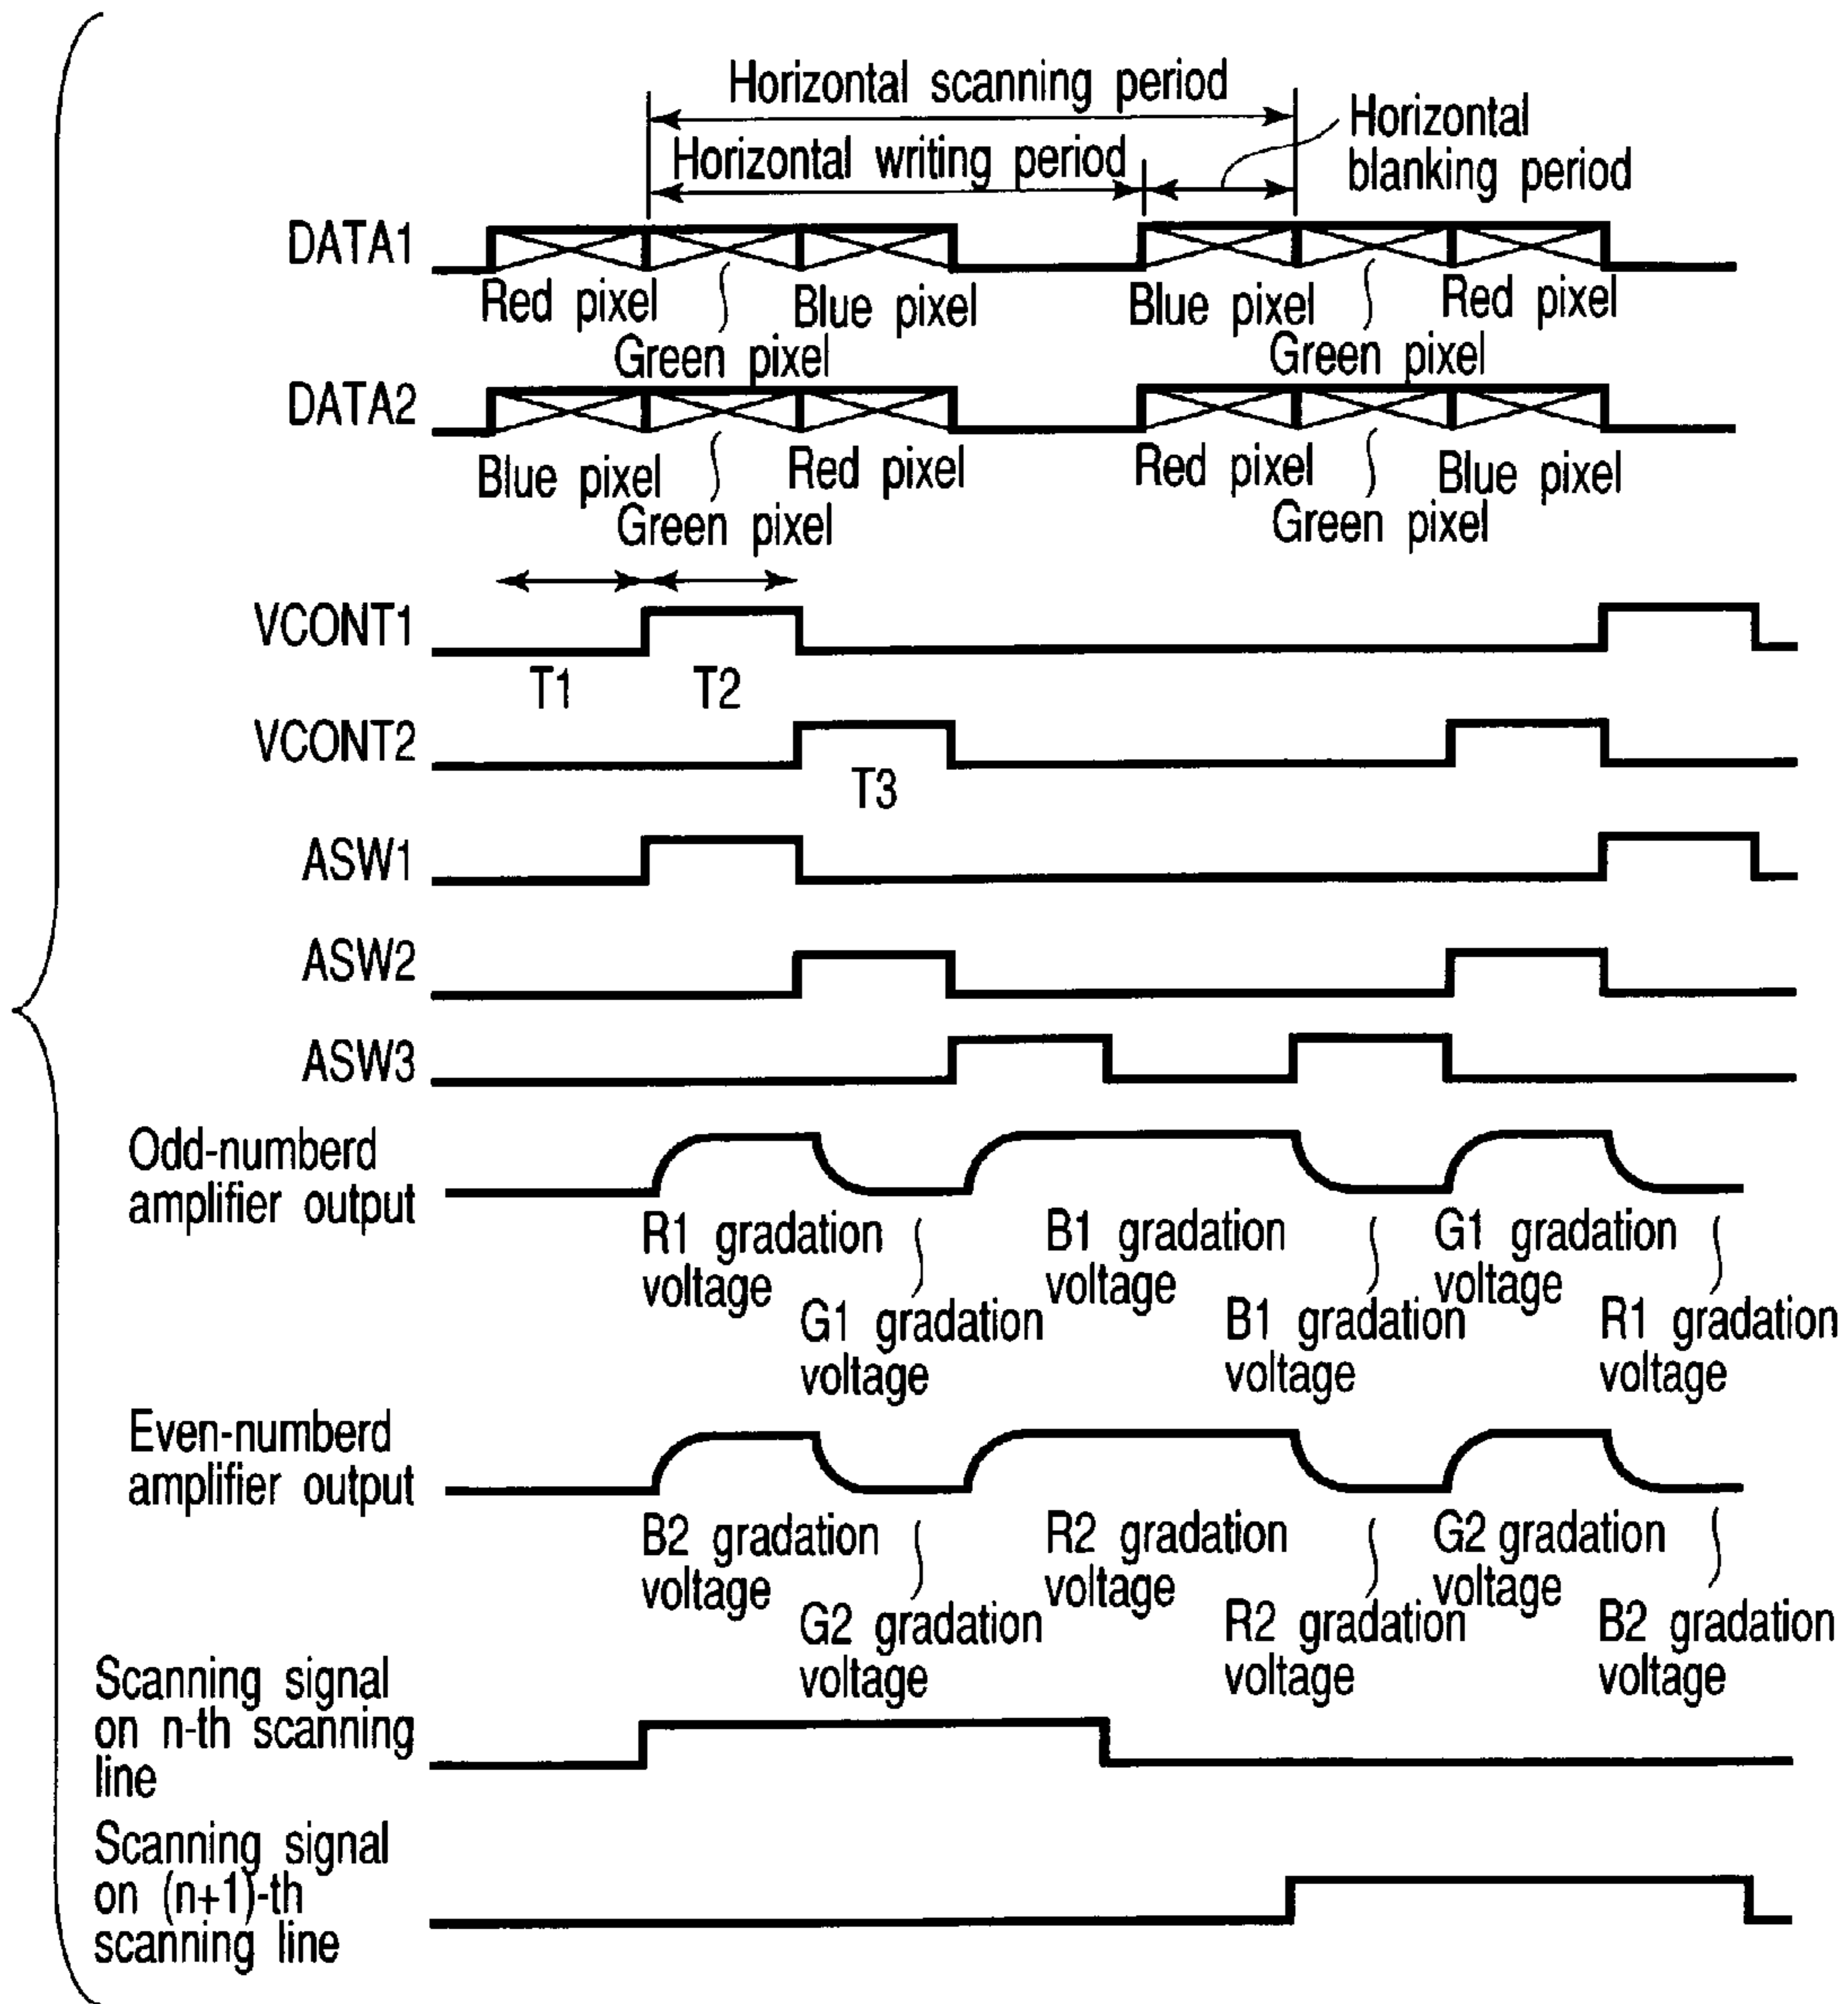 Horizontal scanning period
Horizontal writing period
Horizontal
blanking period
DATA1
Red pixel
Green pixel
Blue pixel
Blue pixel
Green pixel
Red pixel
DATA2
Blue pixel
Green pixel
Red pixel
Red pixel
Green pixel
Blue pixel
VCONT1
T1
T2
VCONT2
T3
ASW1
ASW2
ASW3
Odd-numberd
amplifier output
R1 gradation
voltage
G1 gradation
voltage
B1 gradation
voltage
B1 gradation
voltage
G1 gradation
voltage
R1 gradation
voltage
Even-numberd
amplifier output
B2 gradation
voltage
G2 gradation
voltage
R2 gradation
voltage
R2 gradation
voltage
G2 gradation
voltage
B2 gradation
voltage
Scanning signal
on n-th scanning
line
Scanning signal
on (n+1)-th
scanning line